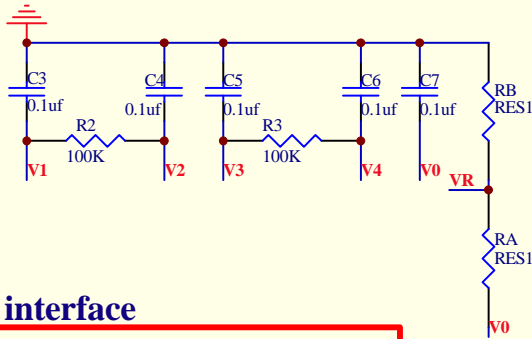 C3
0.1uf
C4
0.1uf
C5
0.1uf
C6
0.1uf
C7
0.1uf
RB
RES1
R2
100K
R3
100K
V1
V2
V3
V4
V0
VR
RA
RES1
V0
interface